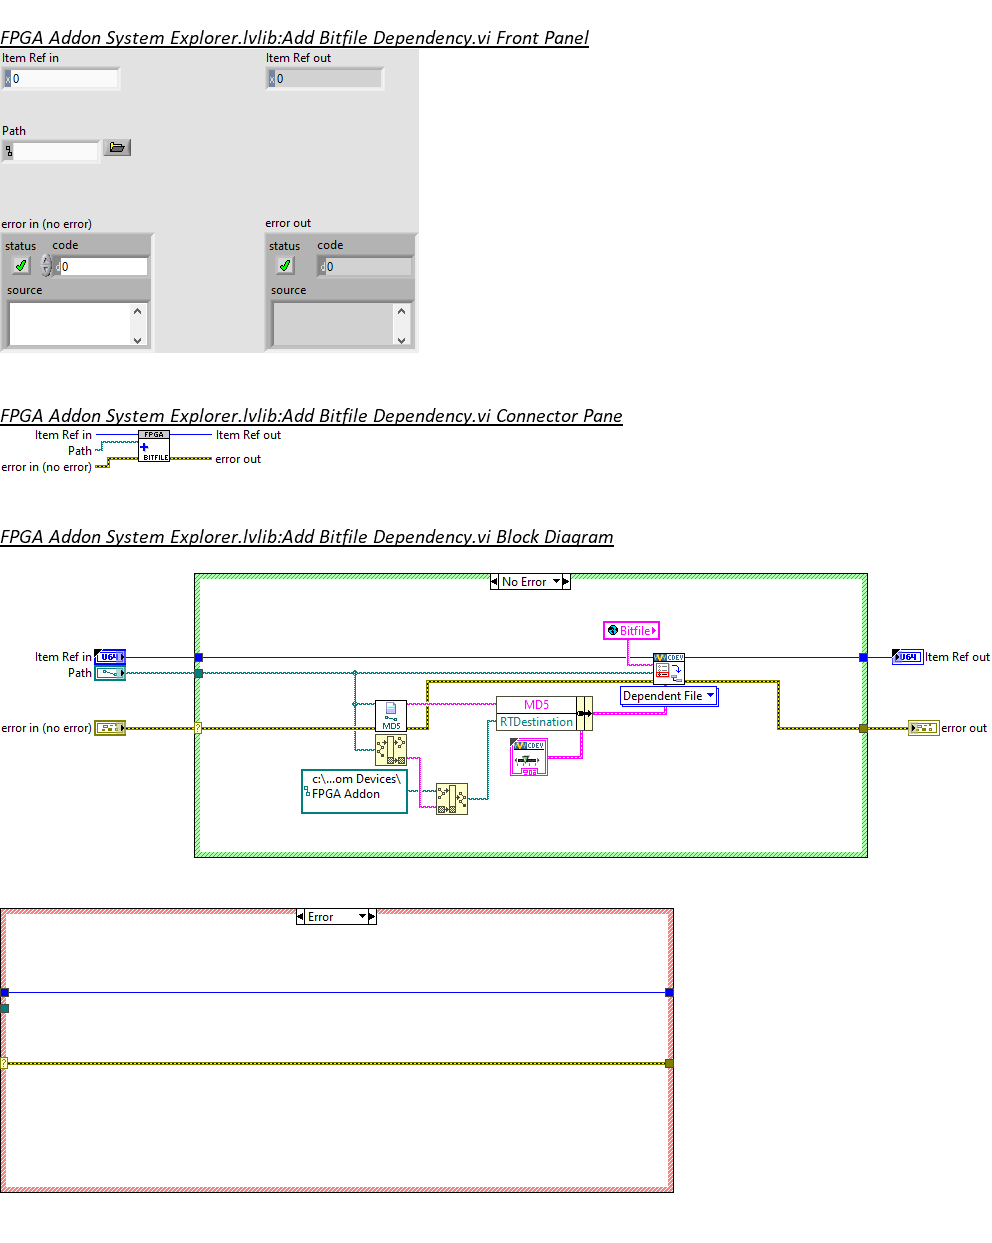 FPGA Addon System Explorer.lvlib:Add Bitfile Dependency.vi Front Panel
Item Ref in
Item Ref out
x 0
x 0
Path
error in (no error)
error out
status
code
status
code
d 0
d 0
source
source
FPGA Addon System Explorer.lvlib:Add Bitfile Dependency.vi Connector Pane
Item Ref in
FPGA
Item Ref out
Path
BITFILE
error in (no error)
error out
FPGA Addon System Explorer.lvlib:Add Bitfile Dependency.vi Block Diagram
No Error
Bitfile
Item Ref in
U64
CDEV
U64
Item Ref out
Path
Dependent File
MD5
RTDestination
error in (no error)
MD5
error out
CDEV
c:\...om Devices\
FPGA Addon
Error